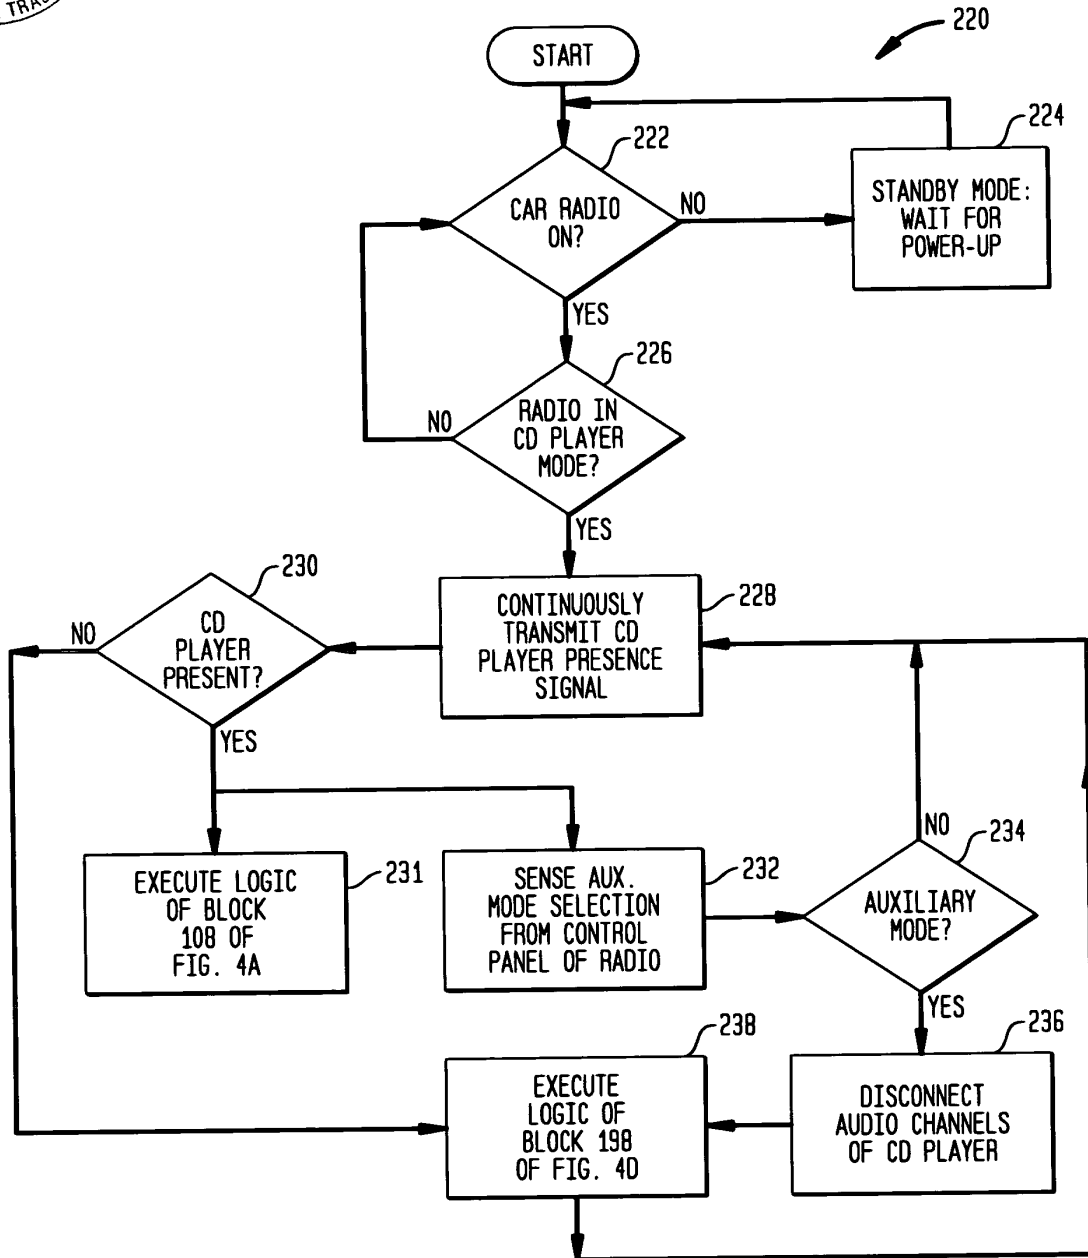 TRA
220
START
224
222
STANDBY MODE:
WAIT FOR
POWER-UP
CAR RADIO
ON?
NO
YES
226
RADIO IN
CD PLAYER
MODE?
NO
YES
230
228
CONTINUOUSLY
TRANSMIT CD
PLAYER PRESENCE
SIGNAL
NO
CD
PLAYER
PRESENT?
YES
NO
234
231
EXECUTE LOGIC
OF BLOCK
108 OF
FIG. 4A
232
SENSE AUX.
MODE SELECTION
FROM CONTROL
PANEL OF RADIO
AUXILIARY
MODE?
YES
238
236
EXECUTE
LOGIC OF
BLOCK 198
OF FIG. 4D
DISCONNECT
AUDIO CHANNELS
OF CD PLAYER